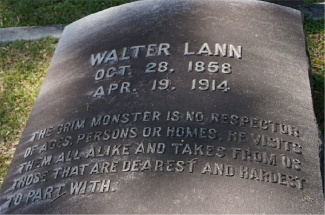 WALTER LANN
OCT. 28, 1858
APR. 19, 1914
THE GRIM MONSTER IS NO RESPECTOR
OF AGES, PERSONS OR HOMES. HE VISITS
THEM ALL ALIKE AND TAKES FROM US
THOSE THAT ARE DEAREST AND HARDEST
TO PART WITH.